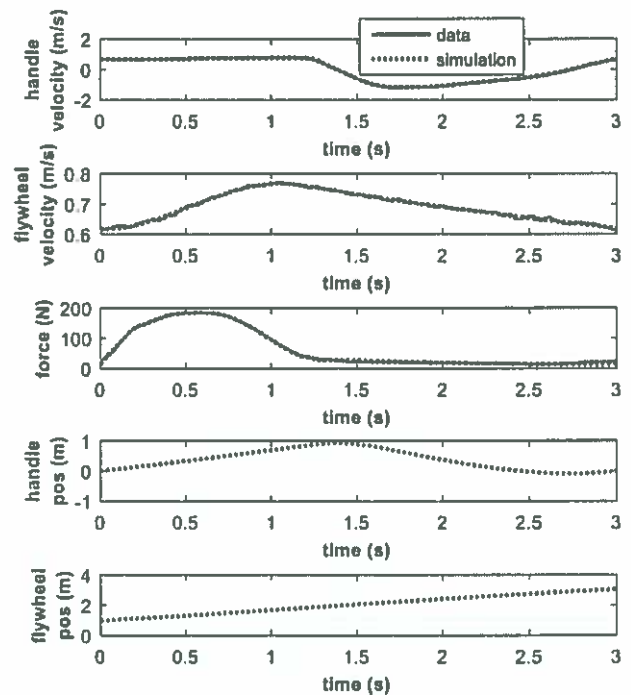 data
simulation
handle
velocity (m/s)
2
0
-2
0 0.5 1 1.5 2 2.5 3
time (s)
flywheel
velocity (m/s)
0.8
0.7
0.6
0 0.5 1 1.5 2 2.5 3
time (s)
force (N)
200
100
0
0 0.5 1 1.5 2 2.5 3
time (s)
handle
pos (m)
1
0
-1
0 0.5 1 1.5 2 2.5 3
time (s)
flywheel
pos (m)
4
2
0
0 0.5 1 1.5 2 2.5 3
time (s)